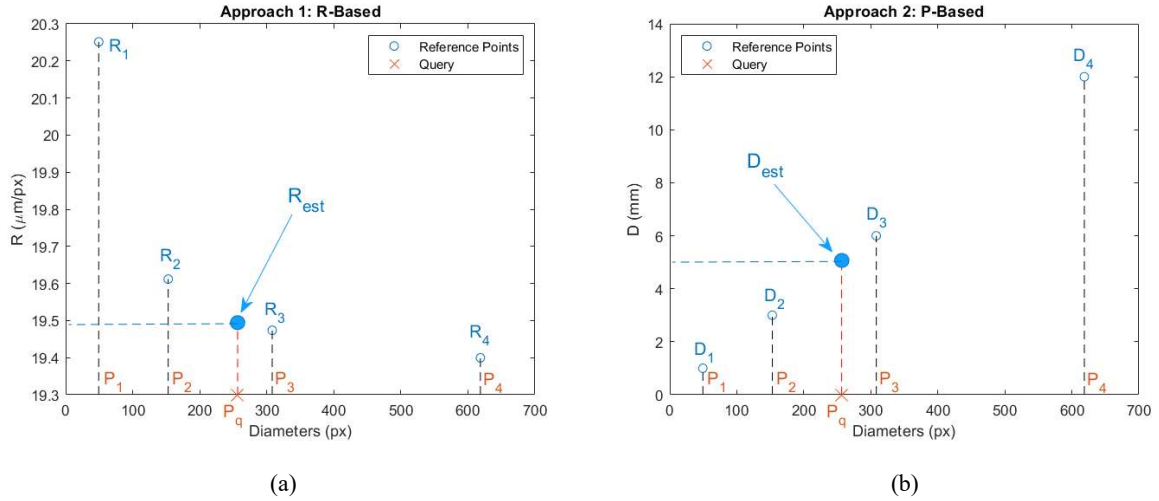 Approach 1: R-Based
Reference Points
Query
R (μm/px)
20.3
20.2
20.1
20
19.9
19.8
19.7
19.6
19.5
19.4
19.3
R₁
R₂
R_est
R₃
R₄
P₁
P₂
P₃
P₄
0
100
200
300
400
500
600
700
P_q
Diameters (px)
(a)
Approach 2: P-Based
Reference Points
Query
D (mm)
14
12
10
8
6
4
2
0
D₄
D_est
D₃
D₂
D₁
P₁
P₂
P₃
P₄
0
100
200
300
400
500
600
700
P_q
Diameters (px)
(b)